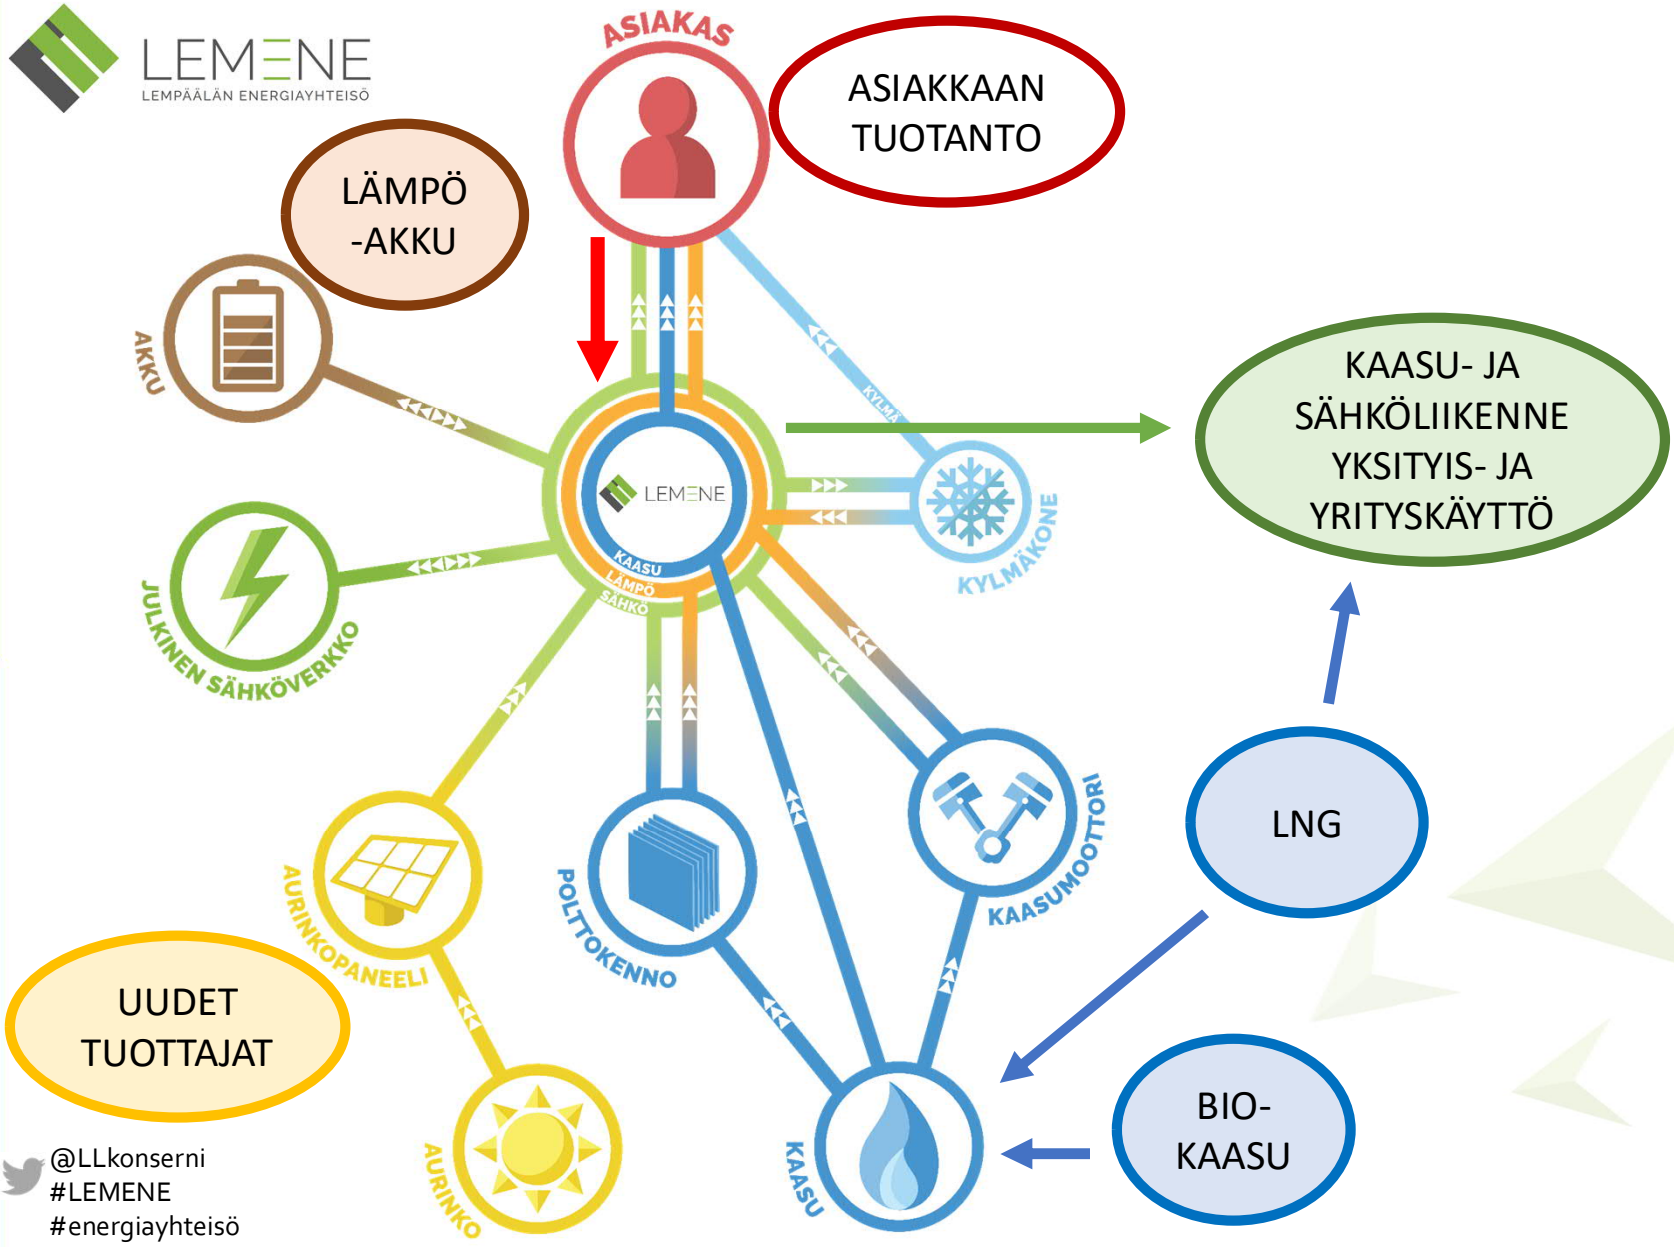 LEMENE
LEMPÄÄLÄN ENERGIAYHTEISÖ
ASIAKAS
ASIAKKAAN
TUOTANTO
LÄMPÖ
-AKKU
AKKU
KAASU- JA
SÄHKÖLIIKENNE
YKSITYIS- JA
YRITYSKÄYTTÖ
KYLMÄ
LEMENE
KAASU
LÄMPÖ
SÄHKÖ
KYLMÄKONE
JULKINEN SÄHKÖVERKKO
LNG
KAASUMOOTTORI
POLTTOKENNO
AURINKOPANEELI
UUDET
TUOTTAJAT
BIO-
KAASU
KAASU
AURINKO
@LLkonserni
#LEMENE
#energiayhteisö